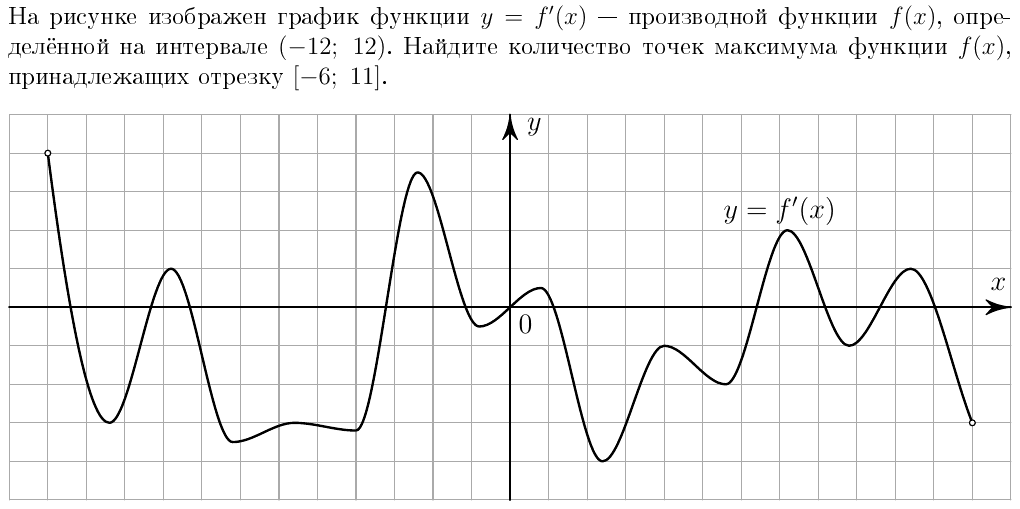 На рисунке изображен график функции y = f′(x) — производной функции f(x), опре-
делённой на интервале (−12; 12). Найдите количество точек максимума функции f(x),
принадлежащих отрезку [−6; 11].
y
y = f′(x)
x
0